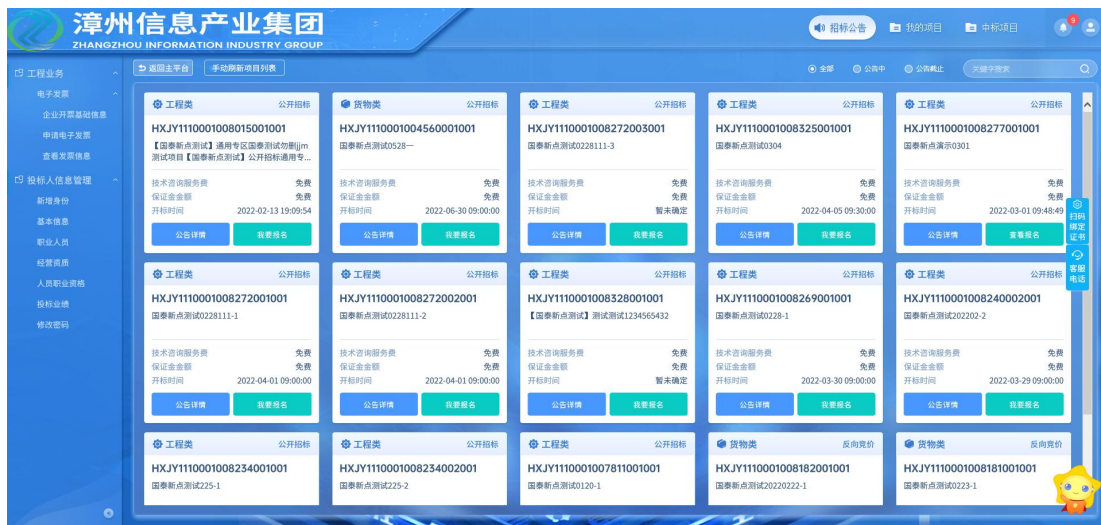 漳州信息产业集团
ZHANGZHOU INFORMATION INDUSTRY GROUP
招标公告
我的项目
中标项目
9
工程业务
电子发票
企业开票基础信息
申请电子发票
查看发票信息
投标人信息管理
新增身份
基本信息
职业人员
经营资质
人员职业资格
投标业绩
修改密码
返回主平台
手动刷新项目列表
全部
公告中
公告截止
关键字搜索
工程类 公开招标
HXJY1110001008015001001
【国泰新点测试】通用专区国泰测试勿删jjm
测试项目【国泰新点测试】公开招标通用专...
技术咨询服务费 免费
保证金金额 免费
开标时间 2022-02-13 19:09:54
公告详情 我要报名
货物类 公开招标
HXJY1110001004560001001
国泰新点测试0528一
技术咨询服务费 免费
保证金金额 免费
开标时间 2022-06-30 09:00:00
公告详情 我要报名
工程类 公开招标
HXJY1110001008272003001
国泰新点测试0228111-3
技术咨询服务费 免费
保证金金额 免费
开标时间 暂未确定
公告详情 我要报名
工程类 公开招标
HXJY1110001008325001001
国泰新点测试0304
技术咨询服务费 免费
保证金金额 免费
开标时间 2022-04-05 09:30:00
公告详情 我要报名
工程类 公开招标
HXJY1110001008277001001
国泰新点演示0301
技术咨询服务费 免费
保证金金额 免费
开标时间 2022-03-01 09:48:49
公告详情 查看报名
工程类 公开招标
HXJY1110001008272001001
国泰新点测试0228111-1
技术咨询服务费 免费
保证金金额 免费
开标时间 2022-04-01 09:00:00
公告详情 我要报名
工程类 公开招标
HXJY1110001008272002001
国泰新点测试0228111-2
技术咨询服务费 免费
保证金金额 免费
开标时间 2022-04-01 09:00:00
公告详情 我要报名
工程类 公开招标
HXJY1110001008328001001
【国泰新点测试】测试测试1234565432
技术咨询服务费 免费
保证金金额 免费
开标时间 暂未确定
公告详情 我要报名
工程类 公开招标
HXJY1110001008269001001
国泰新点测试0228-1
技术咨询服务费 免费
保证金金额 免费
开标时间 2022-03-30 09:00:00
公告详情 我要报名
工程类 公开招标
HXJY1110001008240002001
国泰新点测试202202-2
技术咨询服务费 免费
保证金金额 免费
开标时间 2022-03-29 09:00:00
公告详情 我要报名
工程类 公开招标
HXJY1110001008234001001
国泰新点测试225-1
工程类 公开招标
HXJY1110001008234002001
国泰新点测试225-2
工程类 公开招标
HXJY1110001007811001001
国泰新点测试0120-1
货物类 反向竞价
HXJY1110001008182001001
国泰新点测试20220222-1
货物类 反向竞价
HXJY1110001008181001001
国泰新点测试0223-1
扫码
绑定
证书
客服
电话